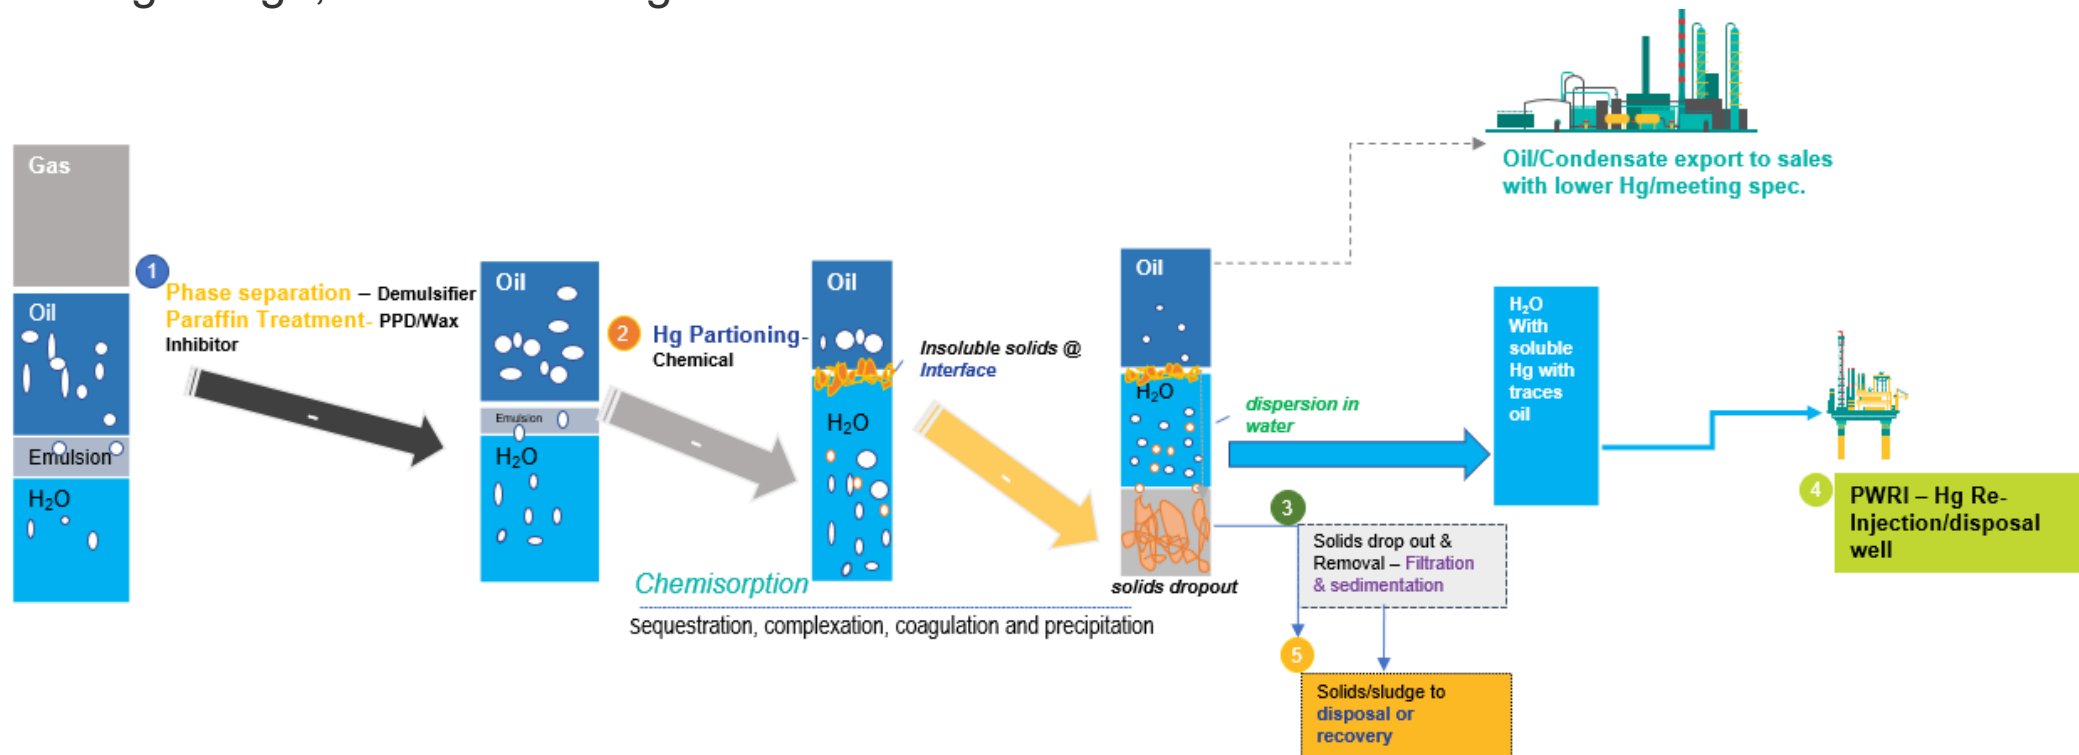 Gas
Oil
Emulsion
H₂O
1
Phase separation – Demulsifier
Paraffin Treatment- PPD/Wax
Inhibitor
Oil
Emulsion
H₂O
2
Hg Partioning-
Chemical
Oil
H₂O
Insoluble solids @
Interface
Chemisorption
sequestration, complexation, coagulation and precipitation
Oil
H₂O
solids dropout
dispersion in
water
3
Solids drop out &
Removal – Filtration
& sedimentation
5
Solids/sludge to
disposal or
recovery
Oil/Condensate export to sales
with lower Hg/meeting spec.
H₂O
With
soluble
Hg with
traces
oil
4
PWRI – Hg Re-
Injection/disposal
well